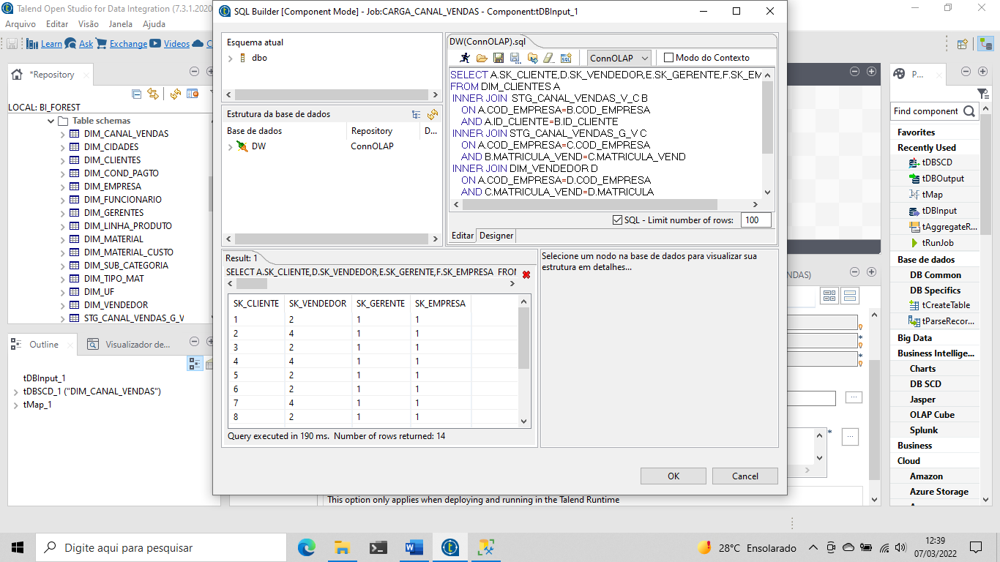 Talend Open Studio for Data Integration (7.3.1.2020
Arquivo Editar Visão Janela Ajuda
Learn Ask Exchange Videos Cl
*Repository
LOCAL: BI_FOREST
Table schemas
DIM_CANAL_VENDAS
DIM_CIDADES
DIM_CLIENTES
DIM_COND_PAGTO
DIM_EMPRESA
DIM_FUNCIONARIO
DIM_GERENTES
DIM_LINHA_PRODUTO
DIM_MATERIAL
DIM_MATERIAL_CUSTO
DIM_SUB_CATEGORIA
DIM_TIPO_MAT
DIM_UF
DIM_VENDEDOR
STG_CANAL_VENDAS_G_V
Outline Visualizador de...
tDBInput_1
tDBSCD_1 ("DIM_CANAL_VENDAS")
tMap_1
SQL Builder [Component Mode] - Job:CARGA_CANAL_VENDAS - Component:tDBInput_1
Esquema atual
dbo
Estrutura da base de dados
Base de dados Repository D...
DW ConnOLAP
DW(ConnOLAP).sql
ConnOLAP Modo do Contexto
SELECT A.SK_CLIENTE,D.SK_VENDEDOR,E.SK_GERENTE,F.SK_EM
FROM DIM_CLIENTES A
INNER JOIN STG_CANAL_VENDAS_V_C B
ON A.COD_EMPRESA=B.COD_EMPRESA
AND A.ID_CLIENTE=B.ID_CLIENTE
INNER JOIN STG_CANAL_VENDAS_G_V C
ON A.COD_EMPRESA=C.COD_EMPRESA
AND B.MATRICULA_VEND=C.MATRICULA_VEND
INNER JOIN DIM_VENDEDOR D
ON A.COD_EMPRESA=D.COD_EMPRESA
AND C.MATRICULA_VEND=D.MATRICULA
SQL - Limit number of rows: 100
Editar Designer
Result: 1
SELECT A.SK_CLIENTE,D.SK_VENDEDOR,E.SK_GERENTE,F.SK_EMPRESA FROM
SK_CLIENTE SK_VENDEDOR SK_GERENTE SK_EMPRESA
1 2 1 1
2 4 1 1
3 2 1 1
4 4 1 1
5 2 1 1
6 2 1 1
7 4 1 1
8 2 1 1
Query executed in 190 ms. Number of rows returned: 14
Selecione um nodo na base de dados para visualizar sua
estrutura em detalhes...
OK Cancel
This option only applies when deploying and running in the Talend Runtime
DAS)
P...
Find component
Favorites
Recently Used
tDBSCD
tDBOutput
tMap
tDBInput
tAggregateR...
tRunJob
Base de dados
DB Common
DB Specifics
tCreateTable
tParseRecor...
Big Data
Business Intellige...
Charts
DB SCD
Jasper
OLAP Cube
Splunk
Business
Cloud
Amazon
Azure Storage
Digite aqui para pesquisar
28°C Ensolarado
12:39
07/03/2022